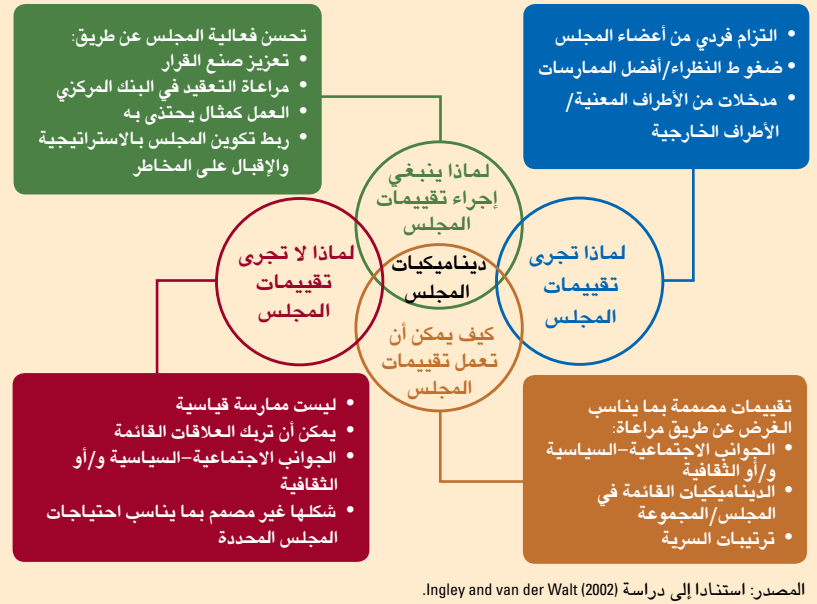 • التزام فردي من أعضاء المجلس
• ضغوط النظراء/أفضل الممارسات
• مدخلات من الأطراف المعنية/
الأطراف الخارجية
تحسن فعالية المجلس عن طريق:
• تعزيز صنع القرار
• مراعاة التعقيد في البنك المركزي
• العمل كمثال يحتذى به
• ربط تكوين المجلس بالاستراتيجية
والإقبال على المخاطر
لماذا ينبغي
إجراء تقييمات
المجلس
لماذا تجرى
تقييمات
المجلس
ديناميكيات
المجلس
لماذا لا تجرى
تقييمات
المجلس
كيف يمكن أن
تعمل تقييمات
المجلس
تقييمات مصممة بما يناسب
الغرض عن طريق مراعاة:
• الجوانب الاجتماعية–السياسية
و/أو الثقافية
• الديناميكيات القائمة في
المجلس/المجموعة
• ترتيبات السرية
• ليست ممارسة قياسية
• يمكن أن تربك العلاقات القائمة
• الجوانب الاجتماعية–السياسية و/أو
الثقافية
• شكلها غير مصمم بما يناسب احتياجات
المجلس المحددة
المصدر: استنادا إلى دراسة Ingley and van der Walt (2002).